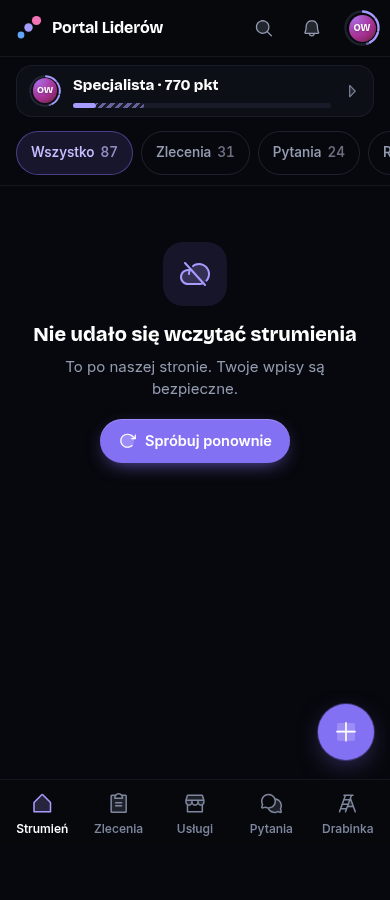 Portal Liderów
OW
OW
Specjalista · 770 pkt
Wszystko 87
Zlecenia 31
Pytania 24
R
Nie udało się wczytać strumienia
To po naszej stronie. Twoje wpisy są
bezpieczne.
Spróbuj ponownie
Strumień
Zlecenia
Usługi
Pytania
Drabinka